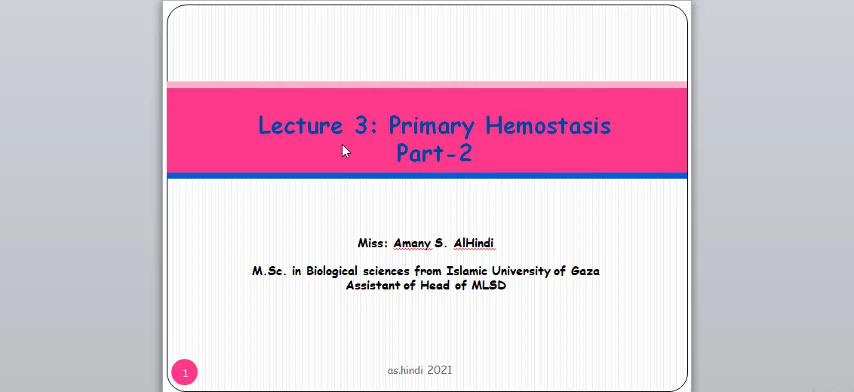 Lecture 3: Primary Hemostasis
Part-2
Miss: Amany S. AlHindi
M.Sc. in Biological sciences from Islamic University of Gaza
Assistant of Head of MLSD
1
as.hindi 2021